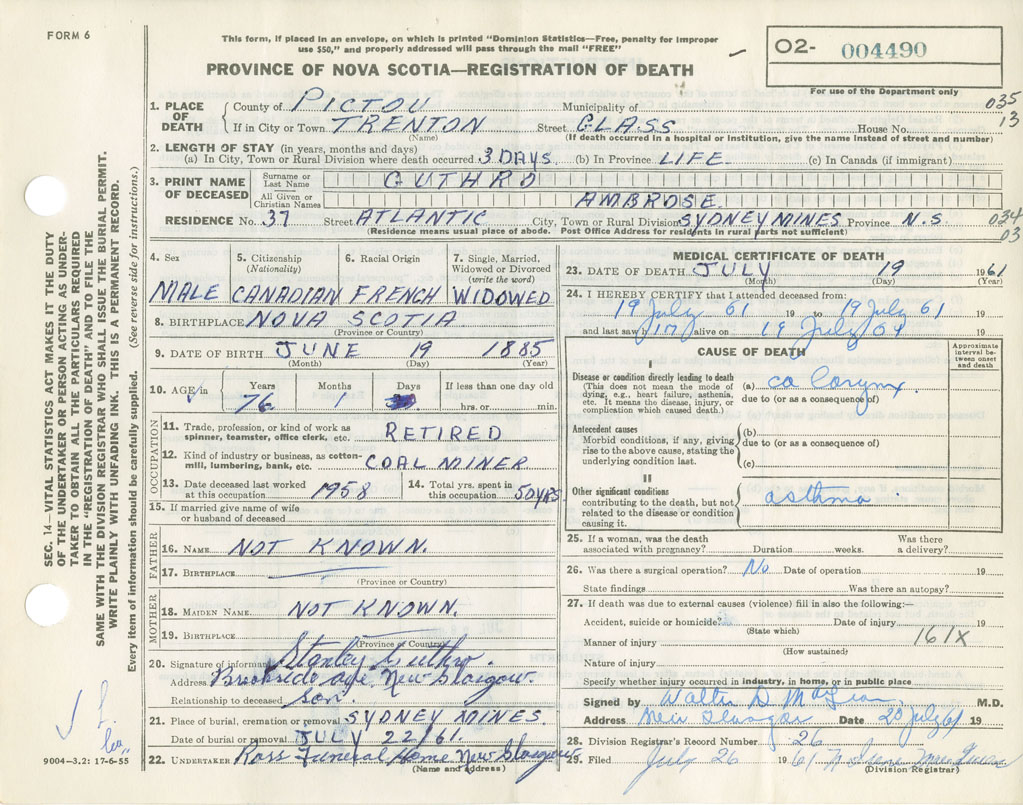 FORM 6
This form, if placed in an envelope, on which is printed "Dominion Statistics—Free, penalty for improper
use $50," and properly addressed will pass through the mail "FREE"
02- 004490
For use of the Department only
PROVINCE OF NOVA SCOTIA—REGISTRATION OF DEATH
1. PLACE OF DEATH
County of PICTOU Municipality of 035
If in City or Town TRENTON Street GLASS House No. 13
(Name) (If death occurred in a hospital or institution, give the name instead of street and number)
2. LENGTH OF STAY (in years, months and days)
(a) In City, Town or Rural Division where death occurred 3 DAYS (b) In Province LIFE (c) In Canada (if immigrant)
3. PRINT NAME OF DECEASED
Surname or Last Name GUTHRO
All Given or Christian Names AMBROSE.
RESIDENCE No. 37 Street ATLANTIC City, Town or Rural Division SYDNEY MINES Province N.S 034
03
(Residence means usual place of abode. Post Office Address for residents in rural parts not sufficient)
4. Sex
MALE
5. Citizenship
(Nationality)
CANADIAN
6. Racial Origin
FRENCH
7. Single, Married,
Widowed or Divorced
(write the word)
WIDOWED
8. BIRTHPLACE NOVA SCOTIA
(Province or Country)
9. DATE OF BIRTH JUNE 19 1885
(Month) (Day) (Year)
10. AGE in
Years Months Days If less than one day old
76 1 hrs. or min.
OCCUPATION
11. Trade, profession, or kind of work as
spinner, teamster, office clerk, etc. RETIRED
12. Kind of industry or business, as cotton-
mill, lumbering, bank, etc. COAL MINER
13. Date deceased last worked
at this occupation 1958
14. Total yrs. spent in
this occupation 50 YRS
15. If married give name of wife
or husband of deceased
FATHER
16. NAME NOT KNOWN.
17. BIRTHPLACE
(Province or Country)
MOTHER
18. MAIDEN NAME NOT KNOWN.
19. BIRTHPLACE
(Province or Country)
20. Signature of informant Stanley Guthro.
Address Brookside ave New Glasgow.
Relationship to deceased son.
21. Place of burial, cremation or removal SYDNEY MINES.
Date of burial or removal JULY 22/61.
22. UNDERTAKER Ross Funeral Home New Glasgow
(Name and address)
MEDICAL CERTIFICATE OF DEATH
23. DATE OF DEATH JULY 19 1961
(Month) (Day) (Year)
24. I HEREBY CERTIFY that I attended deceased from:
19 July 61 19 to 19 July 61 19
and last saw alive on 19 July 19
CAUSE OF DEATH
Approximate
interval be-
tween onset
and death
I
Disease or condition directly leading to death
(This does not mean the mode of
dying, e.g., heart failure, asthenia,
etc. It means the disease, injury, or
complication which caused death.)
(a) ca larynx
due to (or as a consequence of)
Antecedent causes
Morbid conditions, if any, giving
rise to the above cause, stating the
underlying condition last.
(b)
due to (or as a consequence of)
(c)
II
Other significant conditions
contributing to the death, but not
related to the disease or condition
causing it.
asthma.
25. If a woman, was the death
associated with pregnancy? Duration weeks. Was there
a delivery?
26. Was there a surgical operation? No Date of operation 19
State findings Was there an autopsy?
27. If death was due to external causes (violence) fill in also the following:—
Accident, suicide or homicide? Date of injury 19
(State which)
Manner of injury 161X
(How sustained)
Nature of injury
Specify whether injury occurred in industry, in home, or in public place
Signed by Walter D. M.D.
Address New Glasgow Date 20 July 61 19
28. Division Registrar's Record Number 26
29. Filed July 26 1961
(Division Registrar)
SEC. 14—VITAL STATISTICS ACT MAKES IT THE DUTY
OF THE UNDERTAKER OR PERSON ACTING AS UNDER-
TAKER TO OBTAIN ALL THE PARTICULARS REQUIRED
IN THE "REGISTRATION OF DEATH" AND TO FILE THE
SAME WITH THE DIVISION REGISTRAR WHO SHALL ISSUE THE BURIAL PERMIT.
WRITE PLAINLY WITH UNFADING INK. THIS IS A PERMANENT RECORD.
Every item of information should be carefully supplied. (See reverse side for instructions.)
9004—3.2: 17-6-55